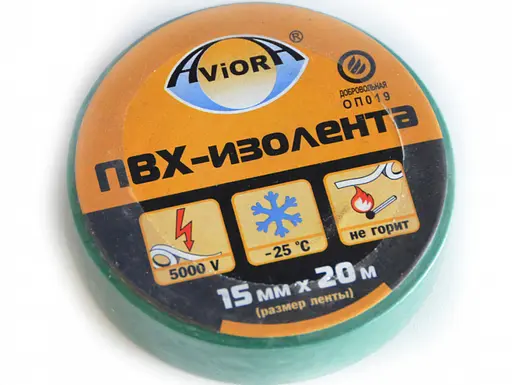 AViORA ®
ДОБРОВОЛЬНАЯ
ОП019
ПВХ-изолента
5000 V
-25 °C
не горит
15 мм х 20 м
(размер ленты)